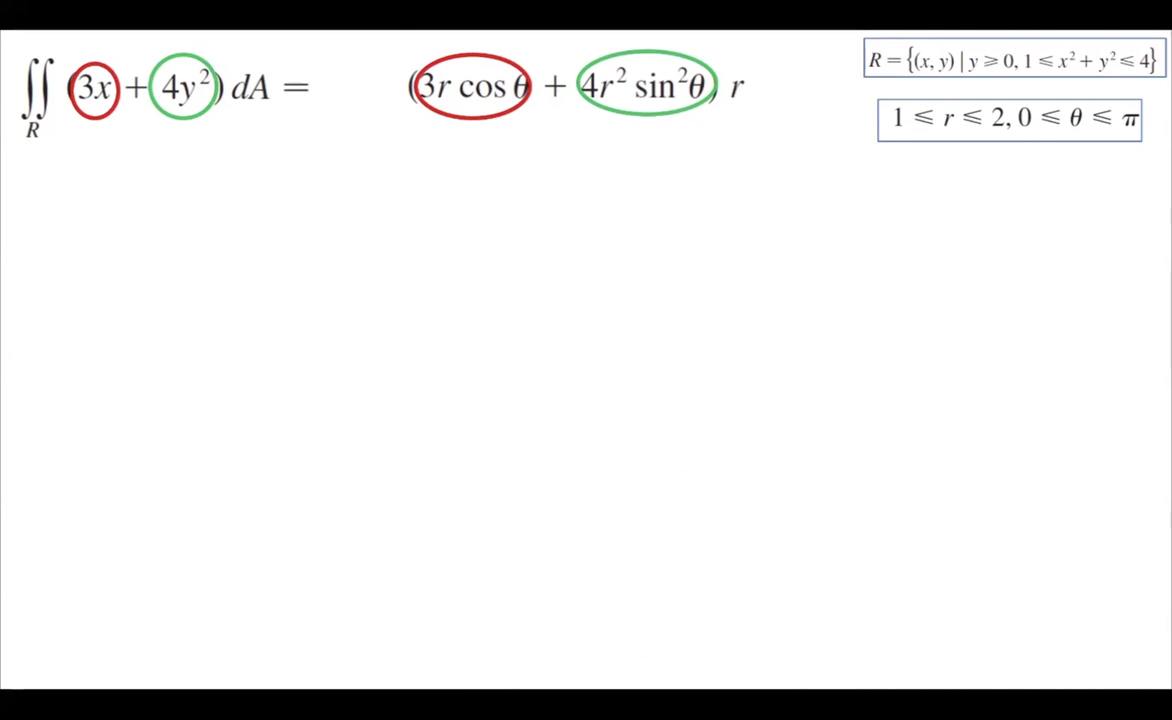 ∬_R (3x + 4y²) dA = (3r cos θ + 4r² sin²θ) r
R = {(x, y) | y ⩾ 0, 1 ⩽ x² + y² ⩽ 4}
1 ⩽ r ⩽ 2, 0 ⩽ θ ⩽ π